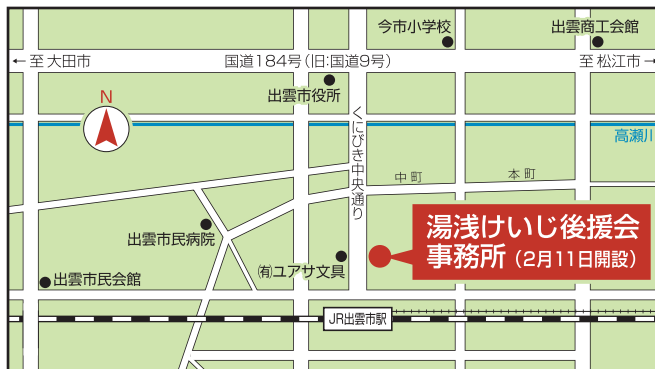 今市小学校
出雲商工会館
← 至 大田市
国道184号(旧:国道9号)
至 松江市 →
出雲市役所
N
くにびき中央通り
高瀬川
中町
本町
湯浅けいじ後援会
事務所(2月11日開設)
出雲市民病院
㈲ユアサ文具
出雲市民会館
JR出雲市駅